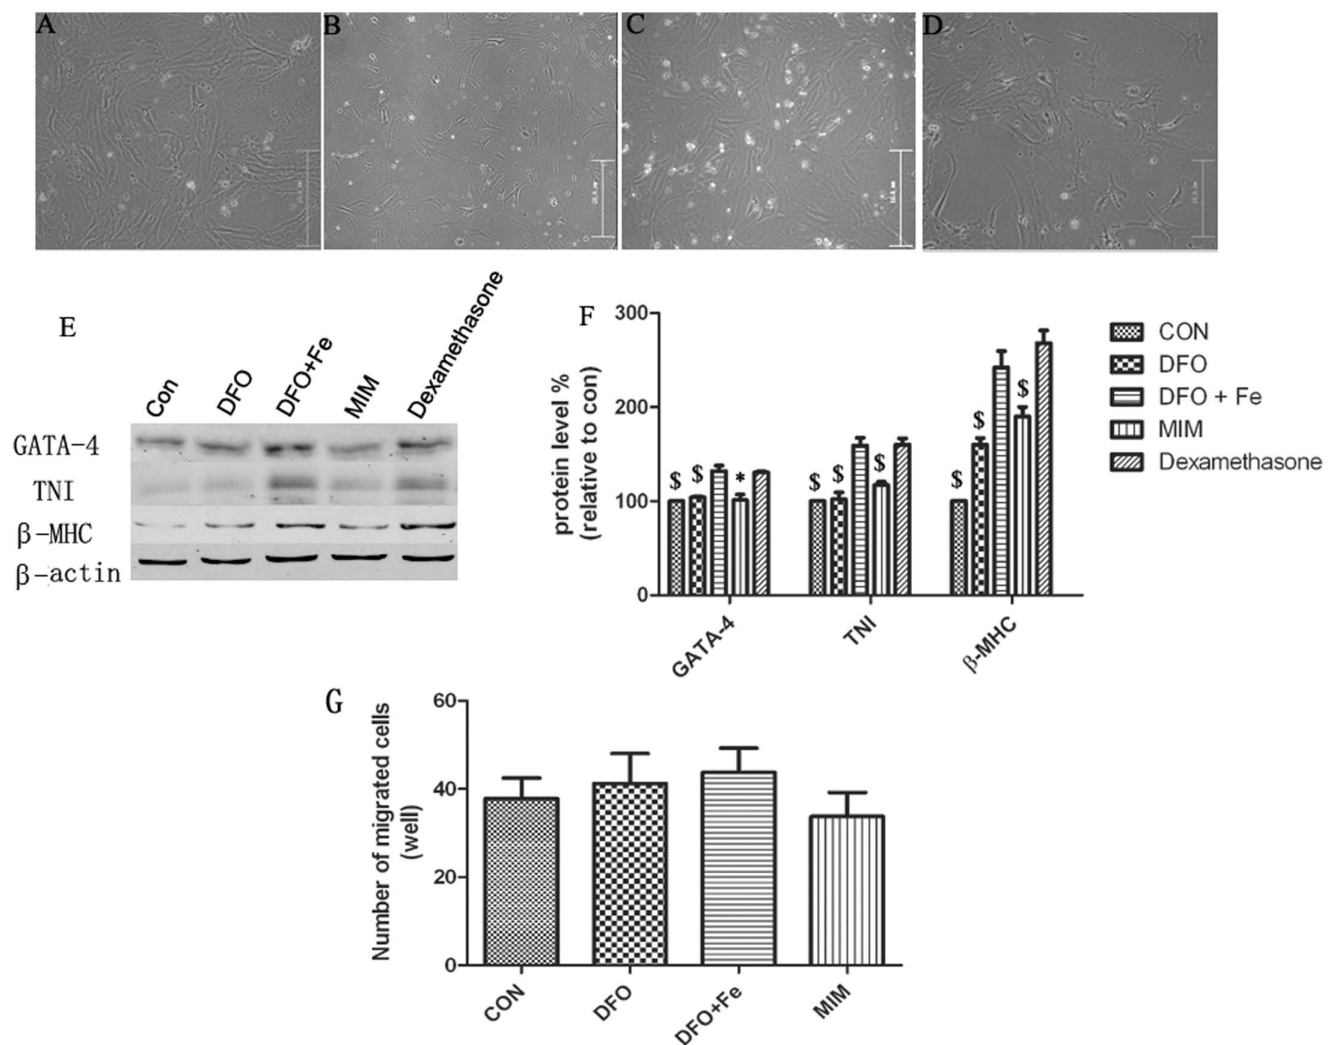 A B C D
E
Con DFO DFO+Fe MIM Dexamethasone
GATA-4
TNI
β-MHC
β-actin
F
protein level %
(relative to con)
300
200
100
0
$ $ * $ $ $ $ $ $
GATA-4 TNI β-MHC
CON
DFO
DFO + Fe
MIM
Dexamethasone
G
Number of migrated cells
(well)
60
40
20
0
CON DFO DFO+Fe MIM